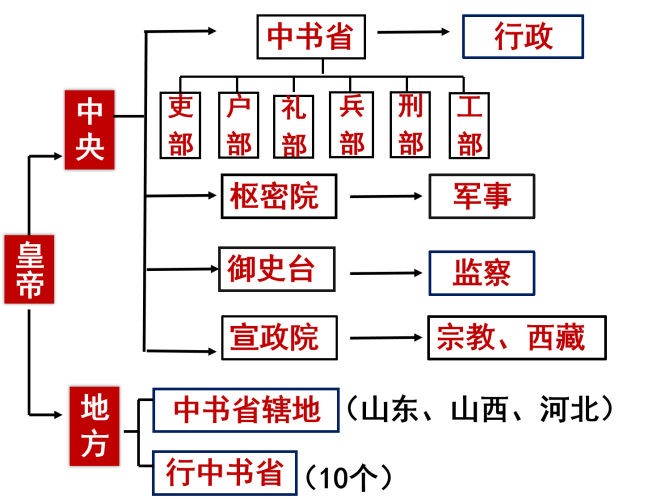 中书省
行政
吏部
户部
礼部
兵部
刑部
工部
中央
枢密院
军事
皇帝
御史台
监察
宣政院
宗教、西藏
地方
中书省辖地
(山东、山西、河北)
行中书省
(10个)